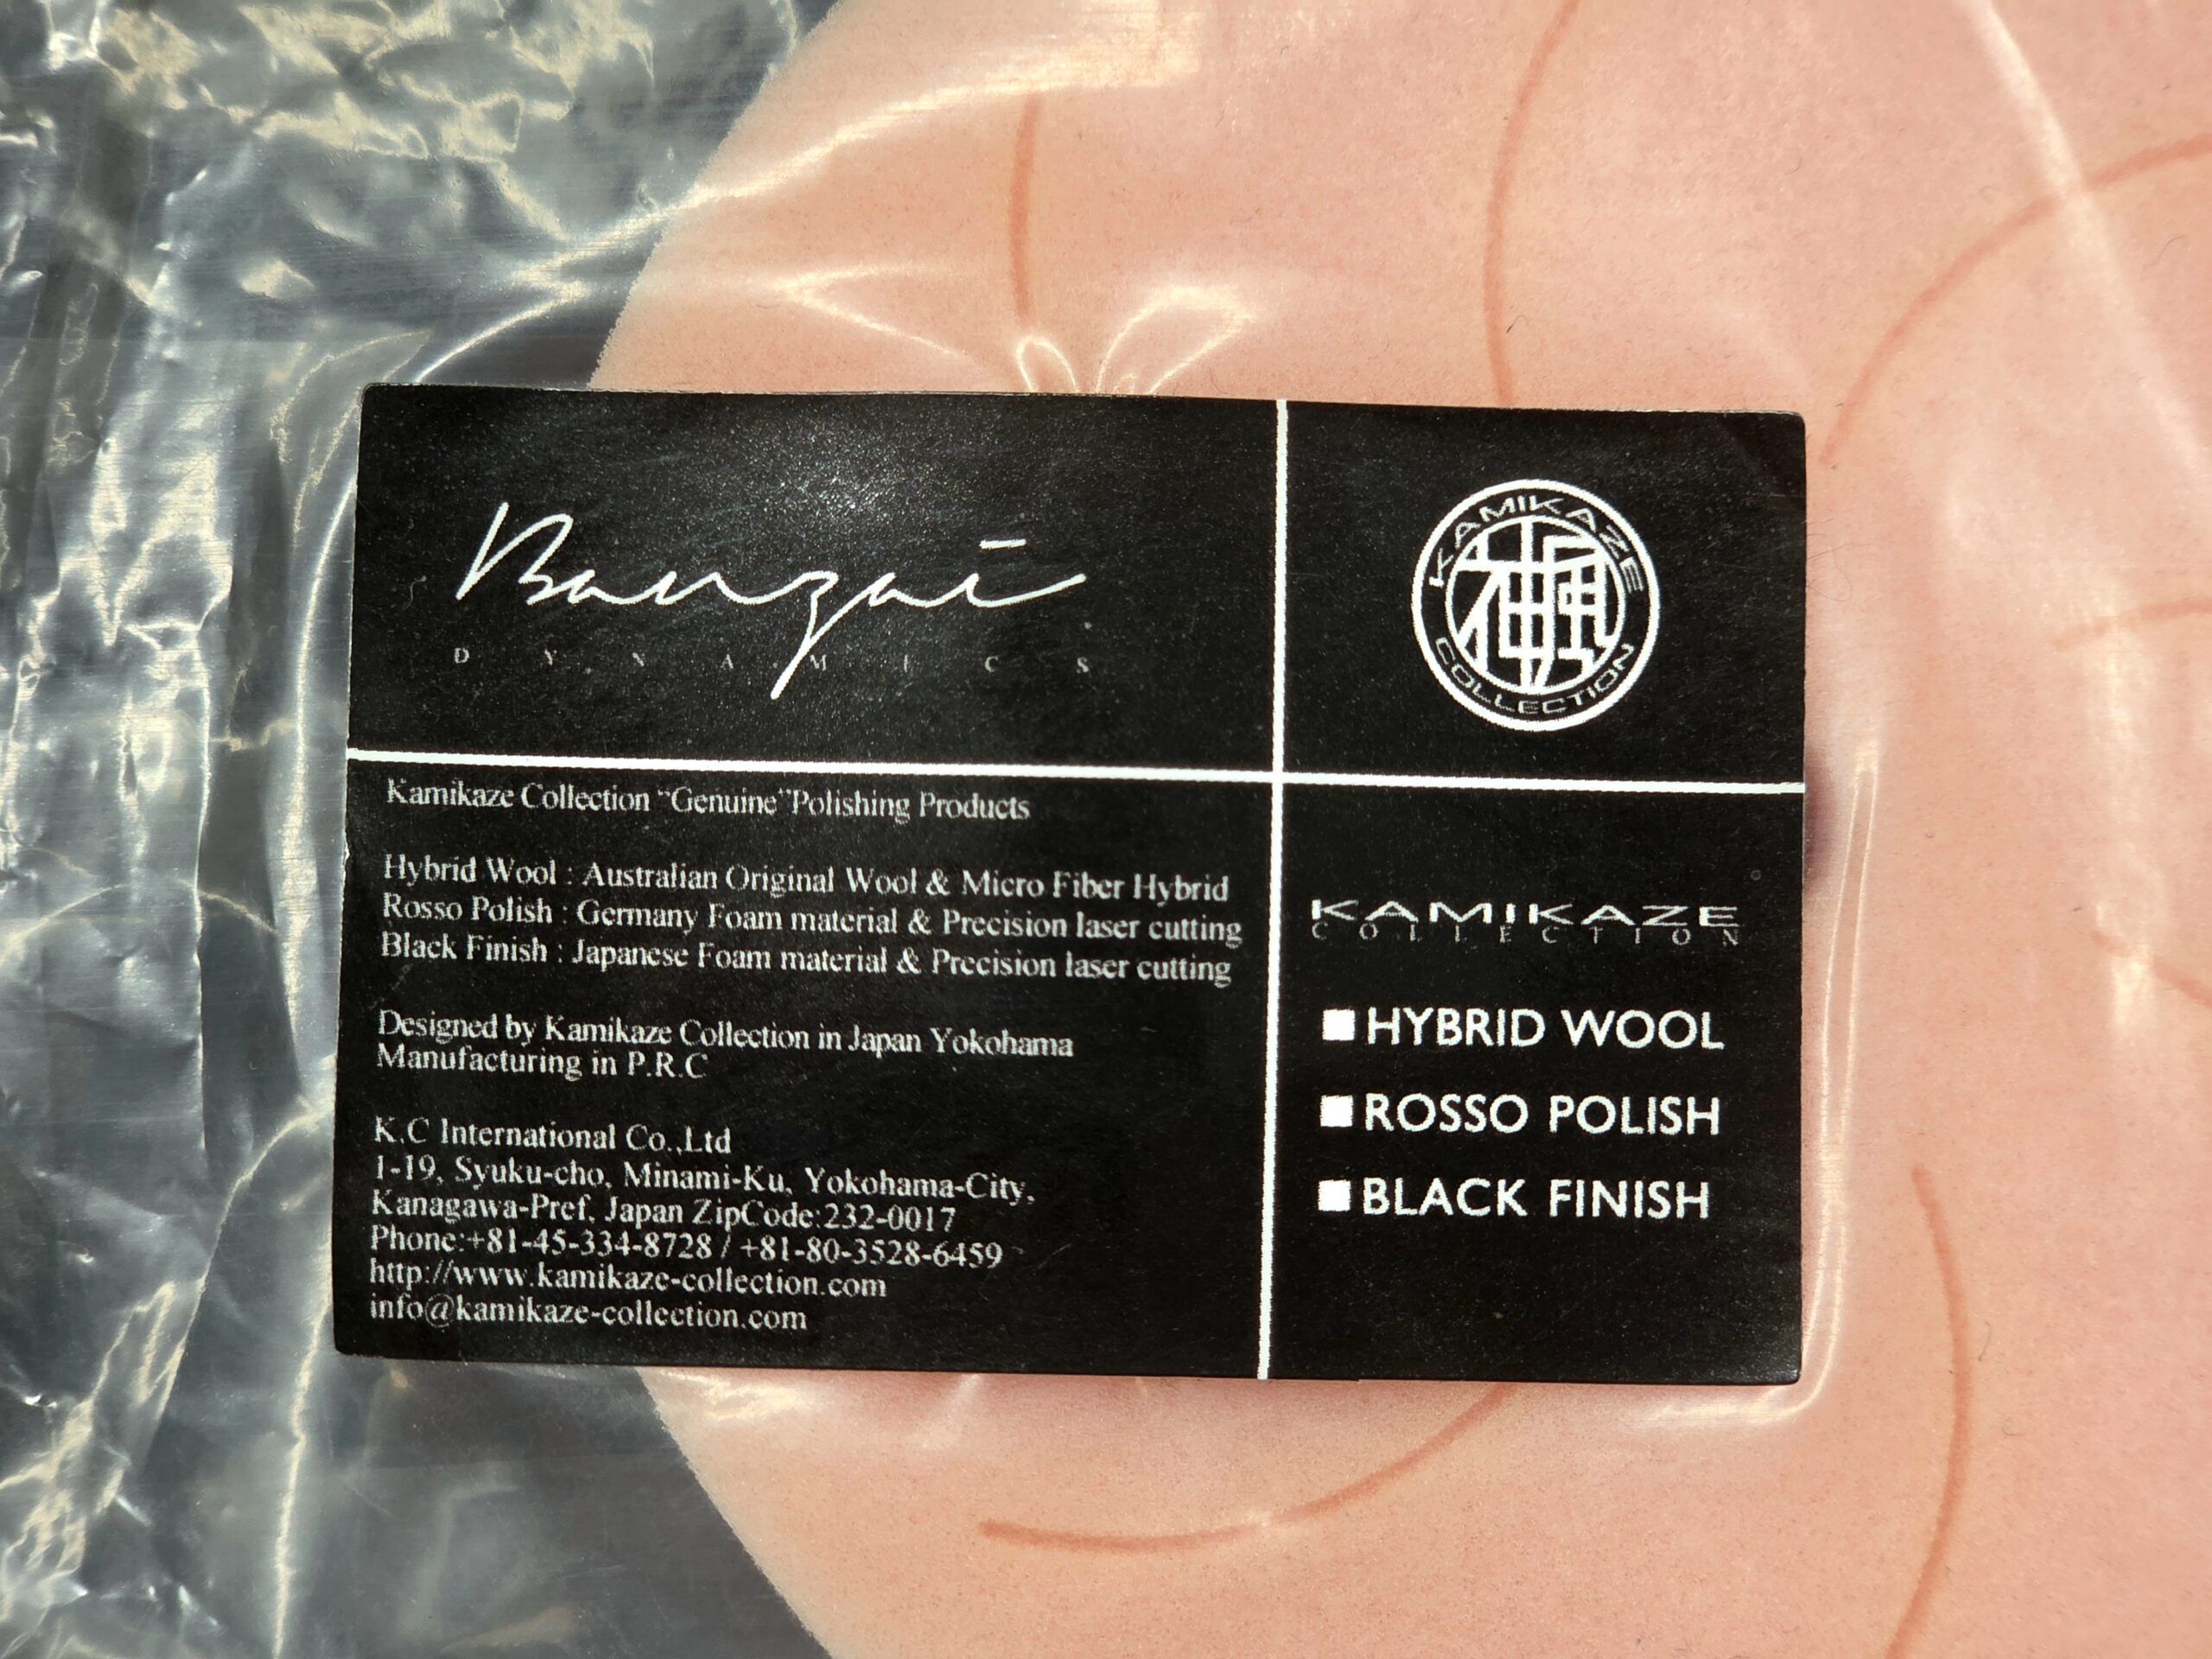 Banzai
DYNAMICS
KAMIKAZE
神風
COLLECTION
Kamikaze Collection "Genuine"Polishing Products
Hybrid Wool : Australian Original Wool & Micro Fiber Hybrid
Rosso Polish : Germany Foam material & Precision laser cutting
Black Finish : Japanese Foam material & Precision laser cutting
Designed by Kamikaze Collection in Japan Yokohama
Manufacturing in P.R.C
K.C International Co.,Ltd
1-19, Syuku-cho, Minami-Ku, Yokohama-City,
Kanagawa-Pref, Japan ZipCode:232-0017
Phone:+81-45-334-8728 / +81-80-3528-6459
http://www.kamikaze-collection.com
info@kamikaze-collection.com
KAMIKAZE
COLLECTION
■HYBRID WOOL
■ROSSO POLISH
■BLACK FINISH